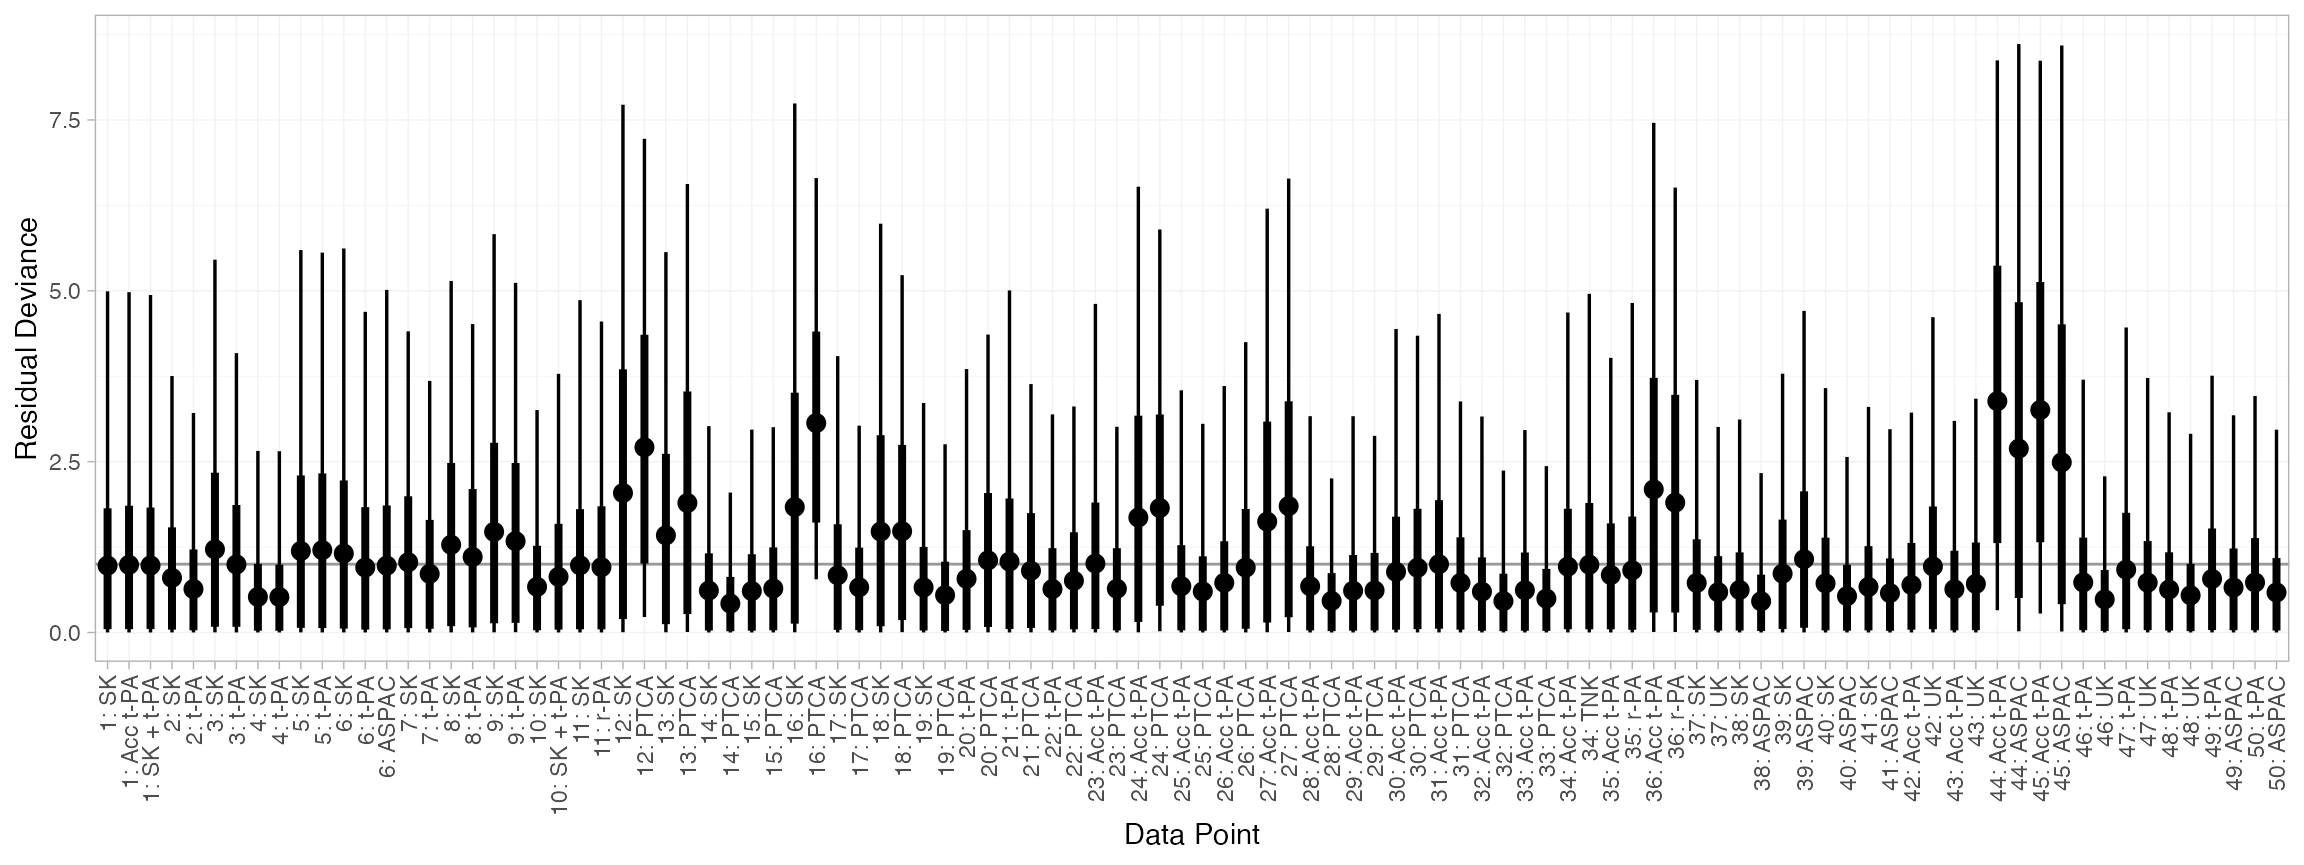 Residual Deviance
7.5
5.0
2.5
0.0
1: SK
1: Acc t-PA
1: SK + t-PA
2: SK
2: t-PA
3: SK
3: t-PA
4: SK
4: t-PA
5: SK
5: t-PA
6: SK
6: t-PA
6: ASPAC
7: SK
7: t-PA
8: SK
8: t-PA
9: SK
9: t-PA
10: SK
10: SK + t-PA
11: SK
11: r-PA
12: SK
12: PTCA
13: SK
13: PTCA
14: SK
14: PTCA
15: SK
15: PTCA
16: SK
16: PTCA
17: SK
17: PTCA
18: SK
18: PTCA
19: SK
19: PTCA
20: t-PA
20: PTCA
21: t-PA
21: PTCA
22: t-PA
22: PTCA
23: Acc t-PA
23: PTCA
24: Acc t-PA
24: PTCA
25: Acc t-PA
25: PTCA
26: Acc t-PA
26: PTCA
27: Acc t-PA
27: PTCA
28: Acc t-PA
28: PTCA
29: Acc t-PA
29: PTCA
30: Acc t-PA
30: PTCA
31: Acc t-PA
31: PTCA
32: Acc t-PA
32: PTCA
33: Acc t-PA
33: PTCA
34: Acc t-PA
34: TNK
35: Acc t-PA
35: r-PA
36: Acc t-PA
36: r-PA
37: SK
37: UK
38: SK
38: ASPAC
39: SK
39: ASPAC
40: SK
40: ASPAC
41: SK
41: ASPAC
42: Acc t-PA
42: UK
43: Acc t-PA
43: UK
44: Acc t-PA
44: ASPAC
45: Acc t-PA
45: ASPAC
46: t-PA
46: UK
47: t-PA
47: UK
48: t-PA
48: UK
49: t-PA
49: ASPAC
50: t-PA
50: ASPAC
Data Point